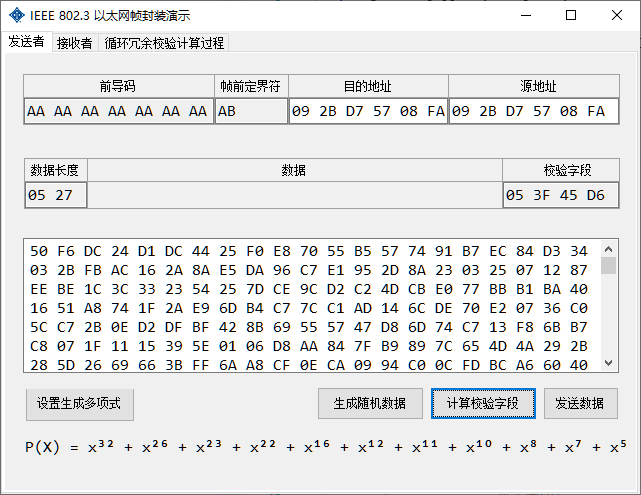 IEEE 802.3 以太网帧封装演示
发送者 接收者 循环冗余校验计算过程
前导码 帧前定界符 目的地址 源地址
AA AA AA AA AA AA AA AB 09 2B D7 57 08 FA 09 2B D7 57 08 FA
数据长度 数据 校验字段
05 27 05 3F 45 D6
50 F6 DC 24 D1 DC 44 25 F0 E8 70 55 B5 57 74 91 B7 EC 84 D3 34
03 2B FB AC 16 2A 8A E5 DA 96 C7 E1 95 2D 8A 23 03 25 07 12 87
EE BE 1C 3C 33 23 54 25 7D CE 9C D2 C2 4D CB E0 77 BB B1 BA 40
16 51 A8 74 1F 2A E9 6D B4 C7 7C C1 AD 14 6C DE 70 E2 07 36 C0
5C C7 2B 0E D2 DF BF 42 8B 69 55 57 47 D8 6D 74 C7 13 F8 6B B7
C8 07 1F 11 15 39 5E 01 06 D8 AA 84 7F B9 89 7C 65 4D 4A 29 2B
28 5D 26 69 66 3B FF 6A A8 CF 0E CA 09 94 C0 0C FD BC A6 60 40
设置生成多项式 生成随机数据 计算校验字段 发送数据
P(X) = x³² + x²⁶ + x²³ + x²² + x¹⁶ + x¹² + x¹¹ + x¹⁰ + x⁸ + x⁷ + x⁵